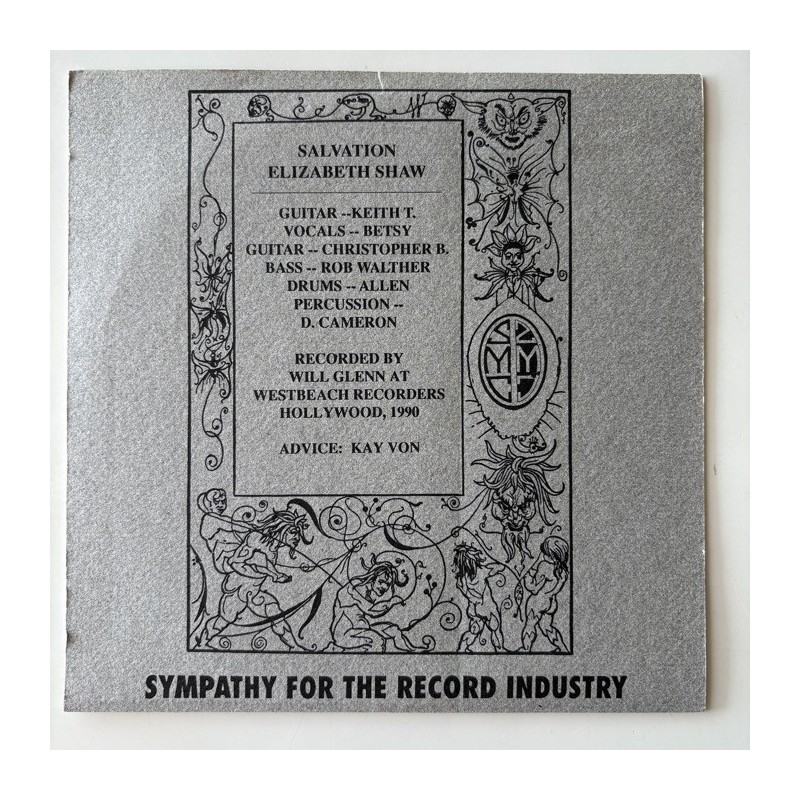 SALVATION
ELIZABETH SHAW
GUITAR --KEITH T.
VOCALS -- BETSY
GUITAR -- CHRISTOPHER B.
BASS -- ROB WALTHER
DRUMS -- ALLEN
PERCUSSION --
D. CAMERON
RECORDED BY
WILL GLENN AT
WESTBEACH RECORDERS
HOLLYWOOD, 1990
ADVICE: KAY VON
SYMPATHY FOR THE RECORD INDUSTRY